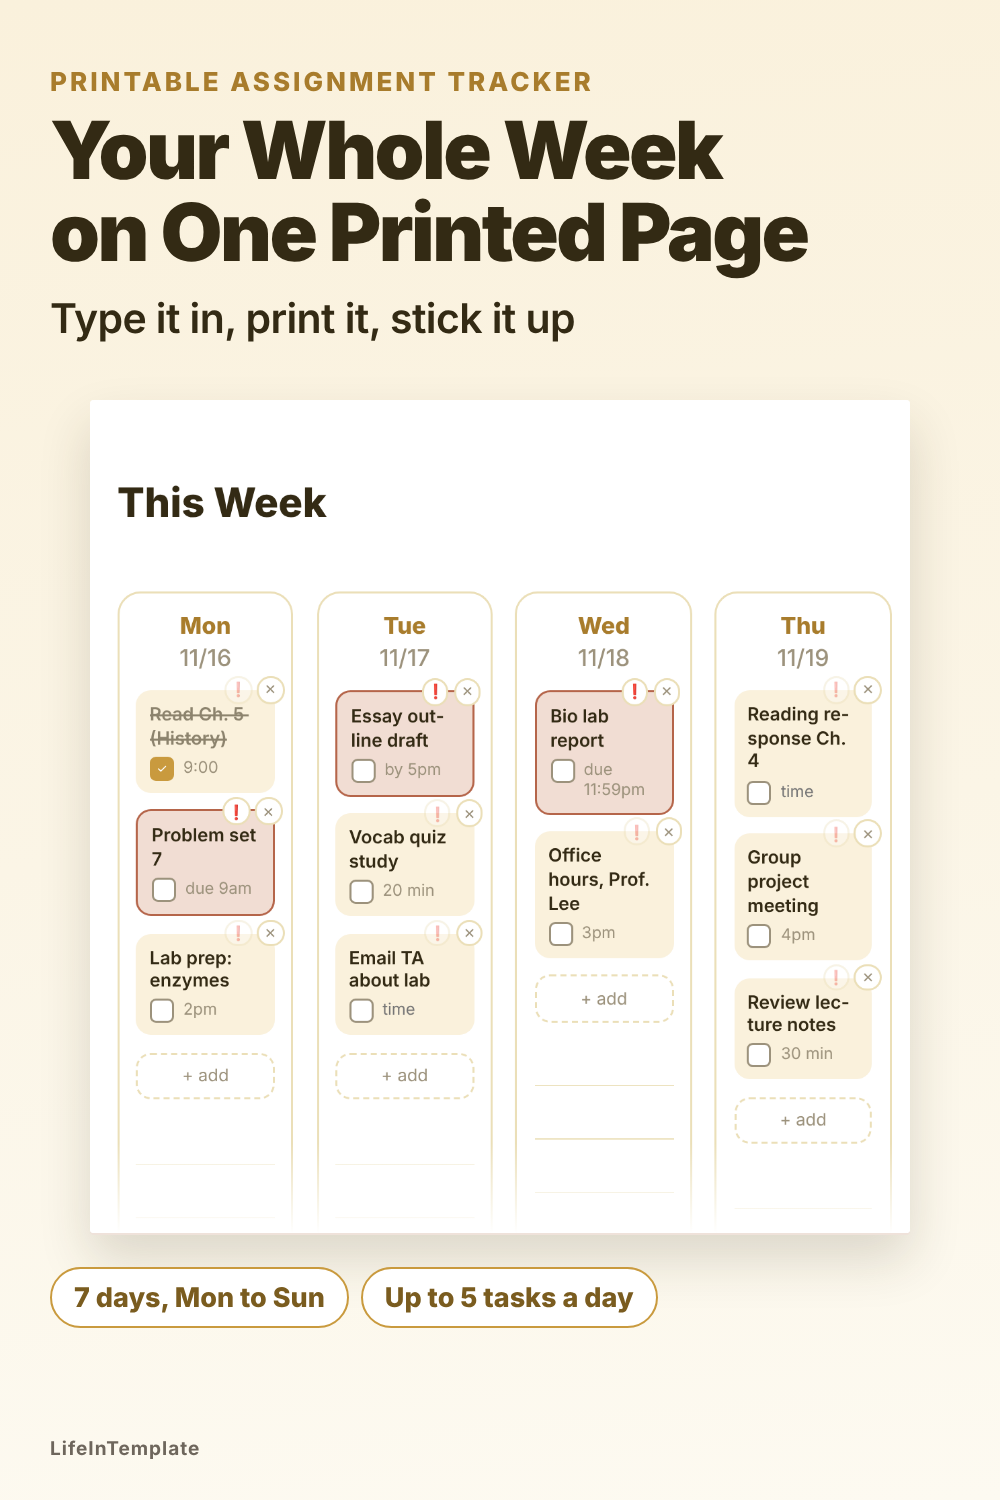 PRINTABLE ASSIGNMENT TRACKER
Your Whole Week
on One Printed Page
Type it in, print it, stick it up
This Week
Mon
11/16
❗ ×
Read Ch. 5
(History)
✓ 9:00
❗ ×
Problem set
7
due 9am
❗ ×
Lab prep:
enzymes
2pm
+ add
Tue
11/17
❗ ×
Essay out-
line draft
by 5pm
❗ ×
Vocab quiz
study
20 min
❗ ×
Email TA
about lab
time
+ add
Wed
11/18
❗ ×
Bio lab
report
due
11:59pm
❗ ×
Office
hours, Prof.
Lee
3pm
+ add
Thu
11/19
❗ ×
Reading re-
sponse Ch.
4
time
❗ ×
Group
project
meeting
4pm
❗ ×
Review lec-
ture notes
30 min
+ add
7 days, Mon to Sun
Up to 5 tasks a day
LifeInTemplate